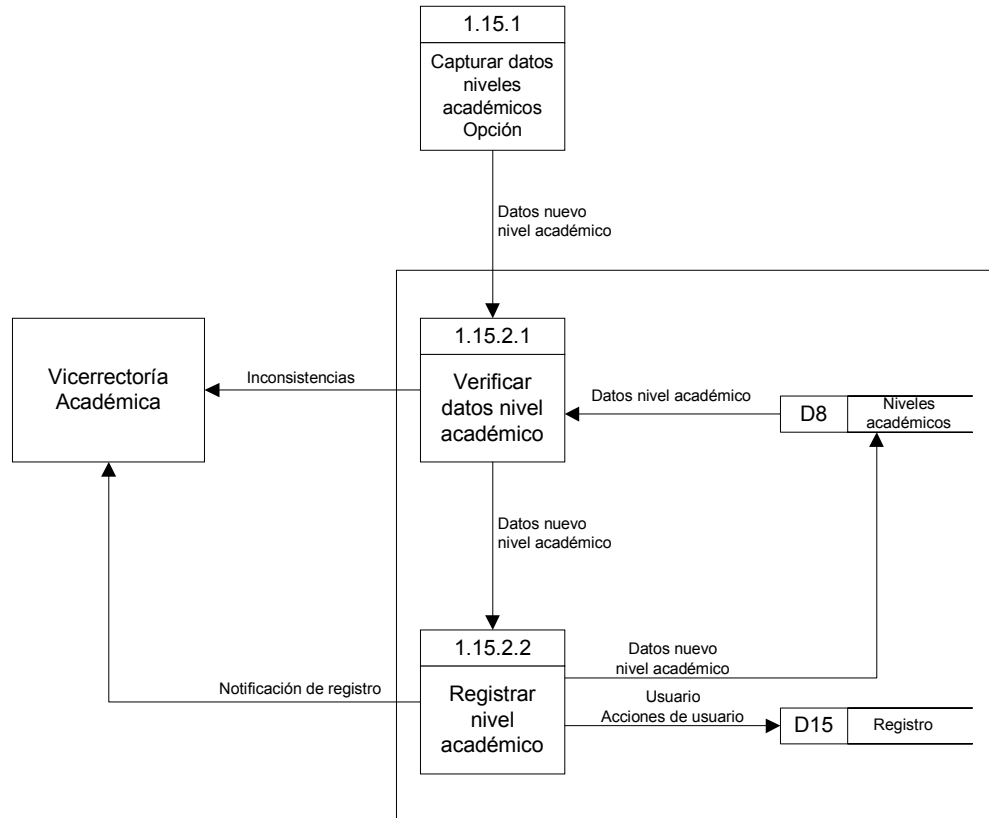 1.15.1
Capturar datos
niveles
académicos
Opción
Datos nuevo
nivel académico
1.15.2.1
Verificar
datos nivel
académico
Vicerrectoría
Académica
Inconsistencias
Datos nivel académico
D8
Niveles
académicos
Datos nuevo
nivel académico
1.15.2.2
Registrar
nivel
académico
Datos nuevo
nivel académico
Notificación de registro
Usuario
Acciones de usuario
D15
Registro